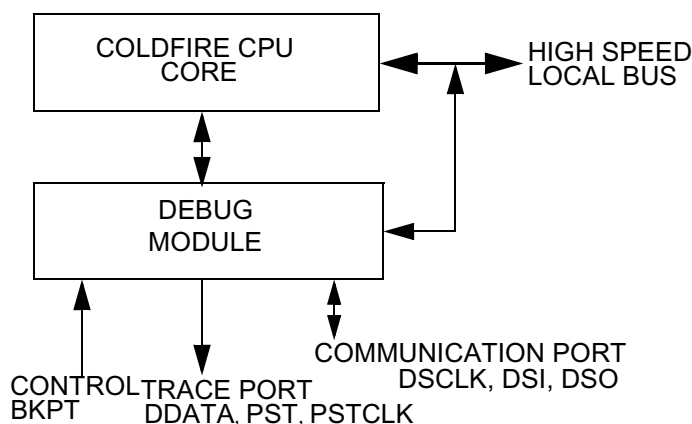 COLDFIRE CPU
CORE
HIGH SPEED
LOCAL BUS
DEBUG
MODULE
COMMUNICATION PORT
DSCLK, DSI, DSO
CONTROL
BKPT
TRACE PORT
DDATA, PST, PSTCLK